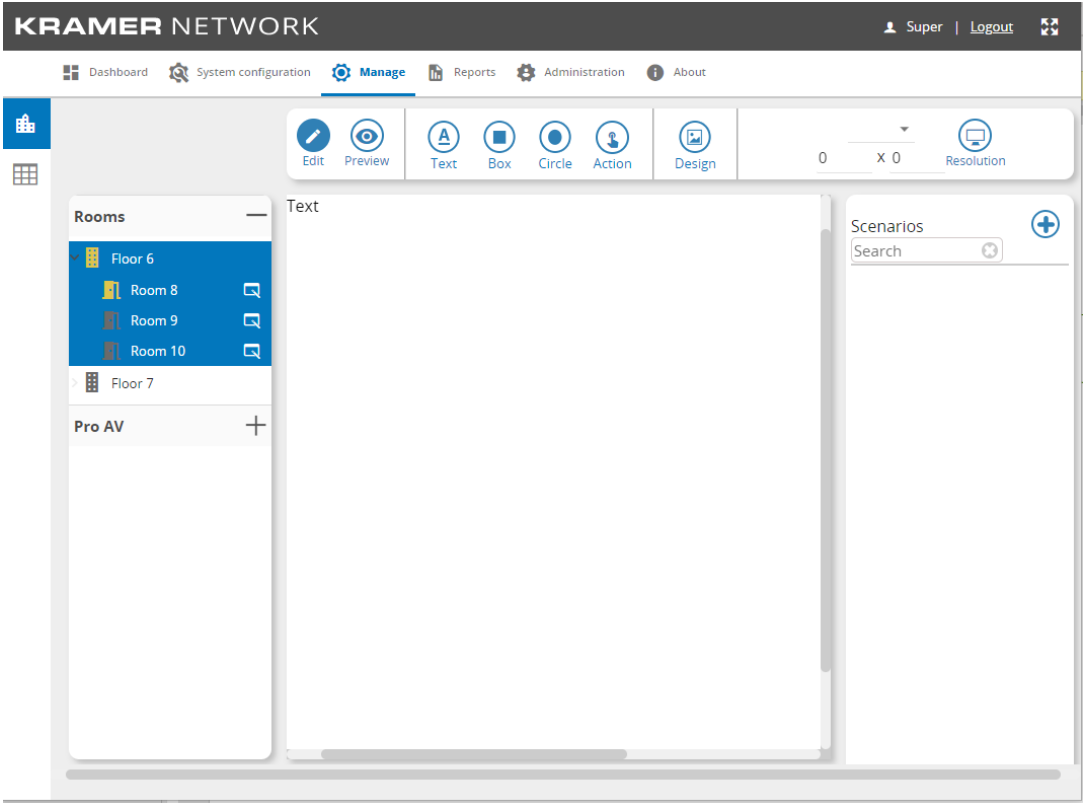 KRAMER NETWORK
Super | Logout
Dashboard System configuration Manage Reports Administration About
Edit Preview Text Box Circle Action Design 0 X 0 Resolution
Rooms
Floor 6
Room 8
Room 9
Room 10
Floor 7
Pro AV
Text
Scenarios
Search